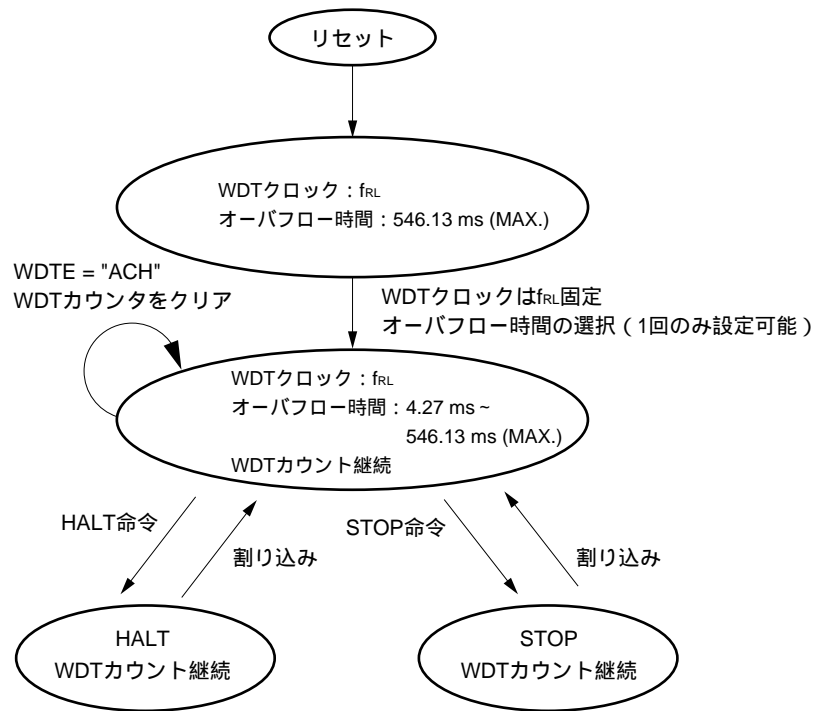 リセット
WDTクロック：fRL
オーバフロー時間：546.13 ms (MAX.)
WDTE = "ACH"
WDTカウンタをクリア
WDTクロックはfRL固定
オーバフロー時間の選択（1回のみ設定可能）
WDTクロック：fRL
オーバフロー時間：4.27 ms ~
546.13 ms (MAX.)
WDTカウント継続
HALT命令
割り込み
STOP命令
割り込み
HALT
WDTカウント継続
STOP
WDTカウント継続